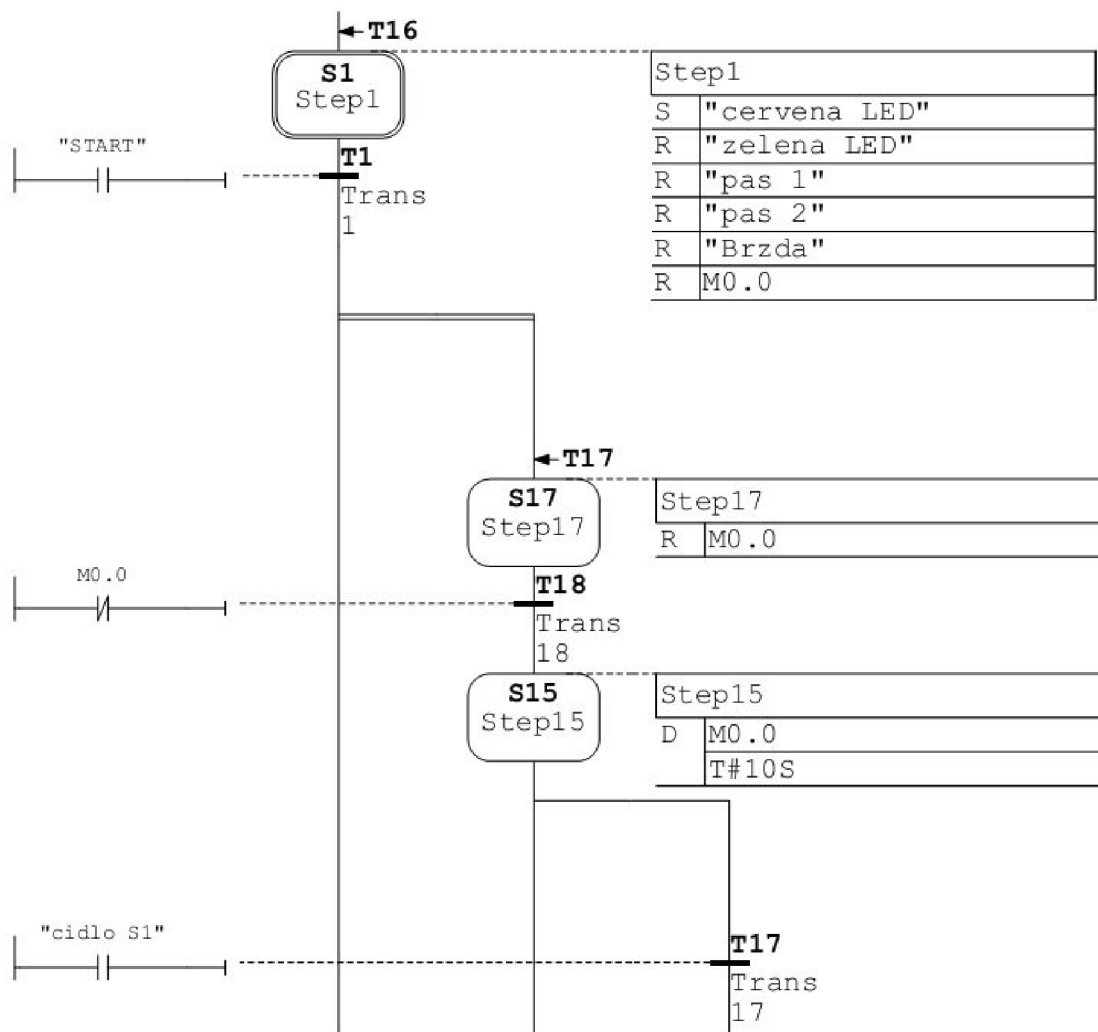 T16
S1
Step1
Step1
S "cervena LED"
R "zelena LED"
R "pas 1"
R "pas 2"
R "Brzda"
R M0.0
"START"
T1
Trans
1
T17
S17
Step17
Step17
R M0.0
M0.0
T18
Trans
18
S15
Step15
Step15
D M0.0
T#10S
"cidlo S1"
T17
Trans
17